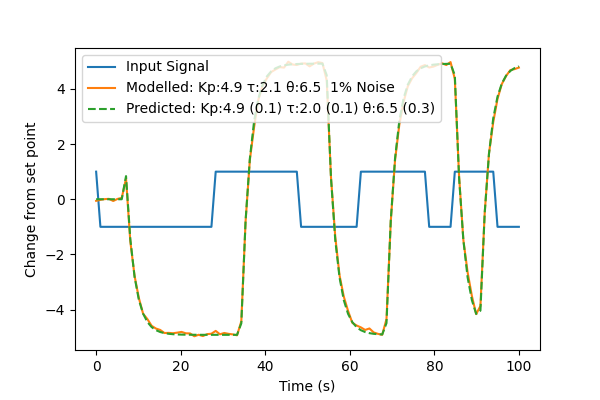 Input Signal
Modelled: Kp:4.9 τ:2.1 θ:6.5 1% Noise
Predicted: Kp:4.9 (0.1) τ:2.0 (0.1) θ:6.5 (0.3)
Change from set point
4
2
0
−2
−4
0 20 40 60 80 100
Time (s)